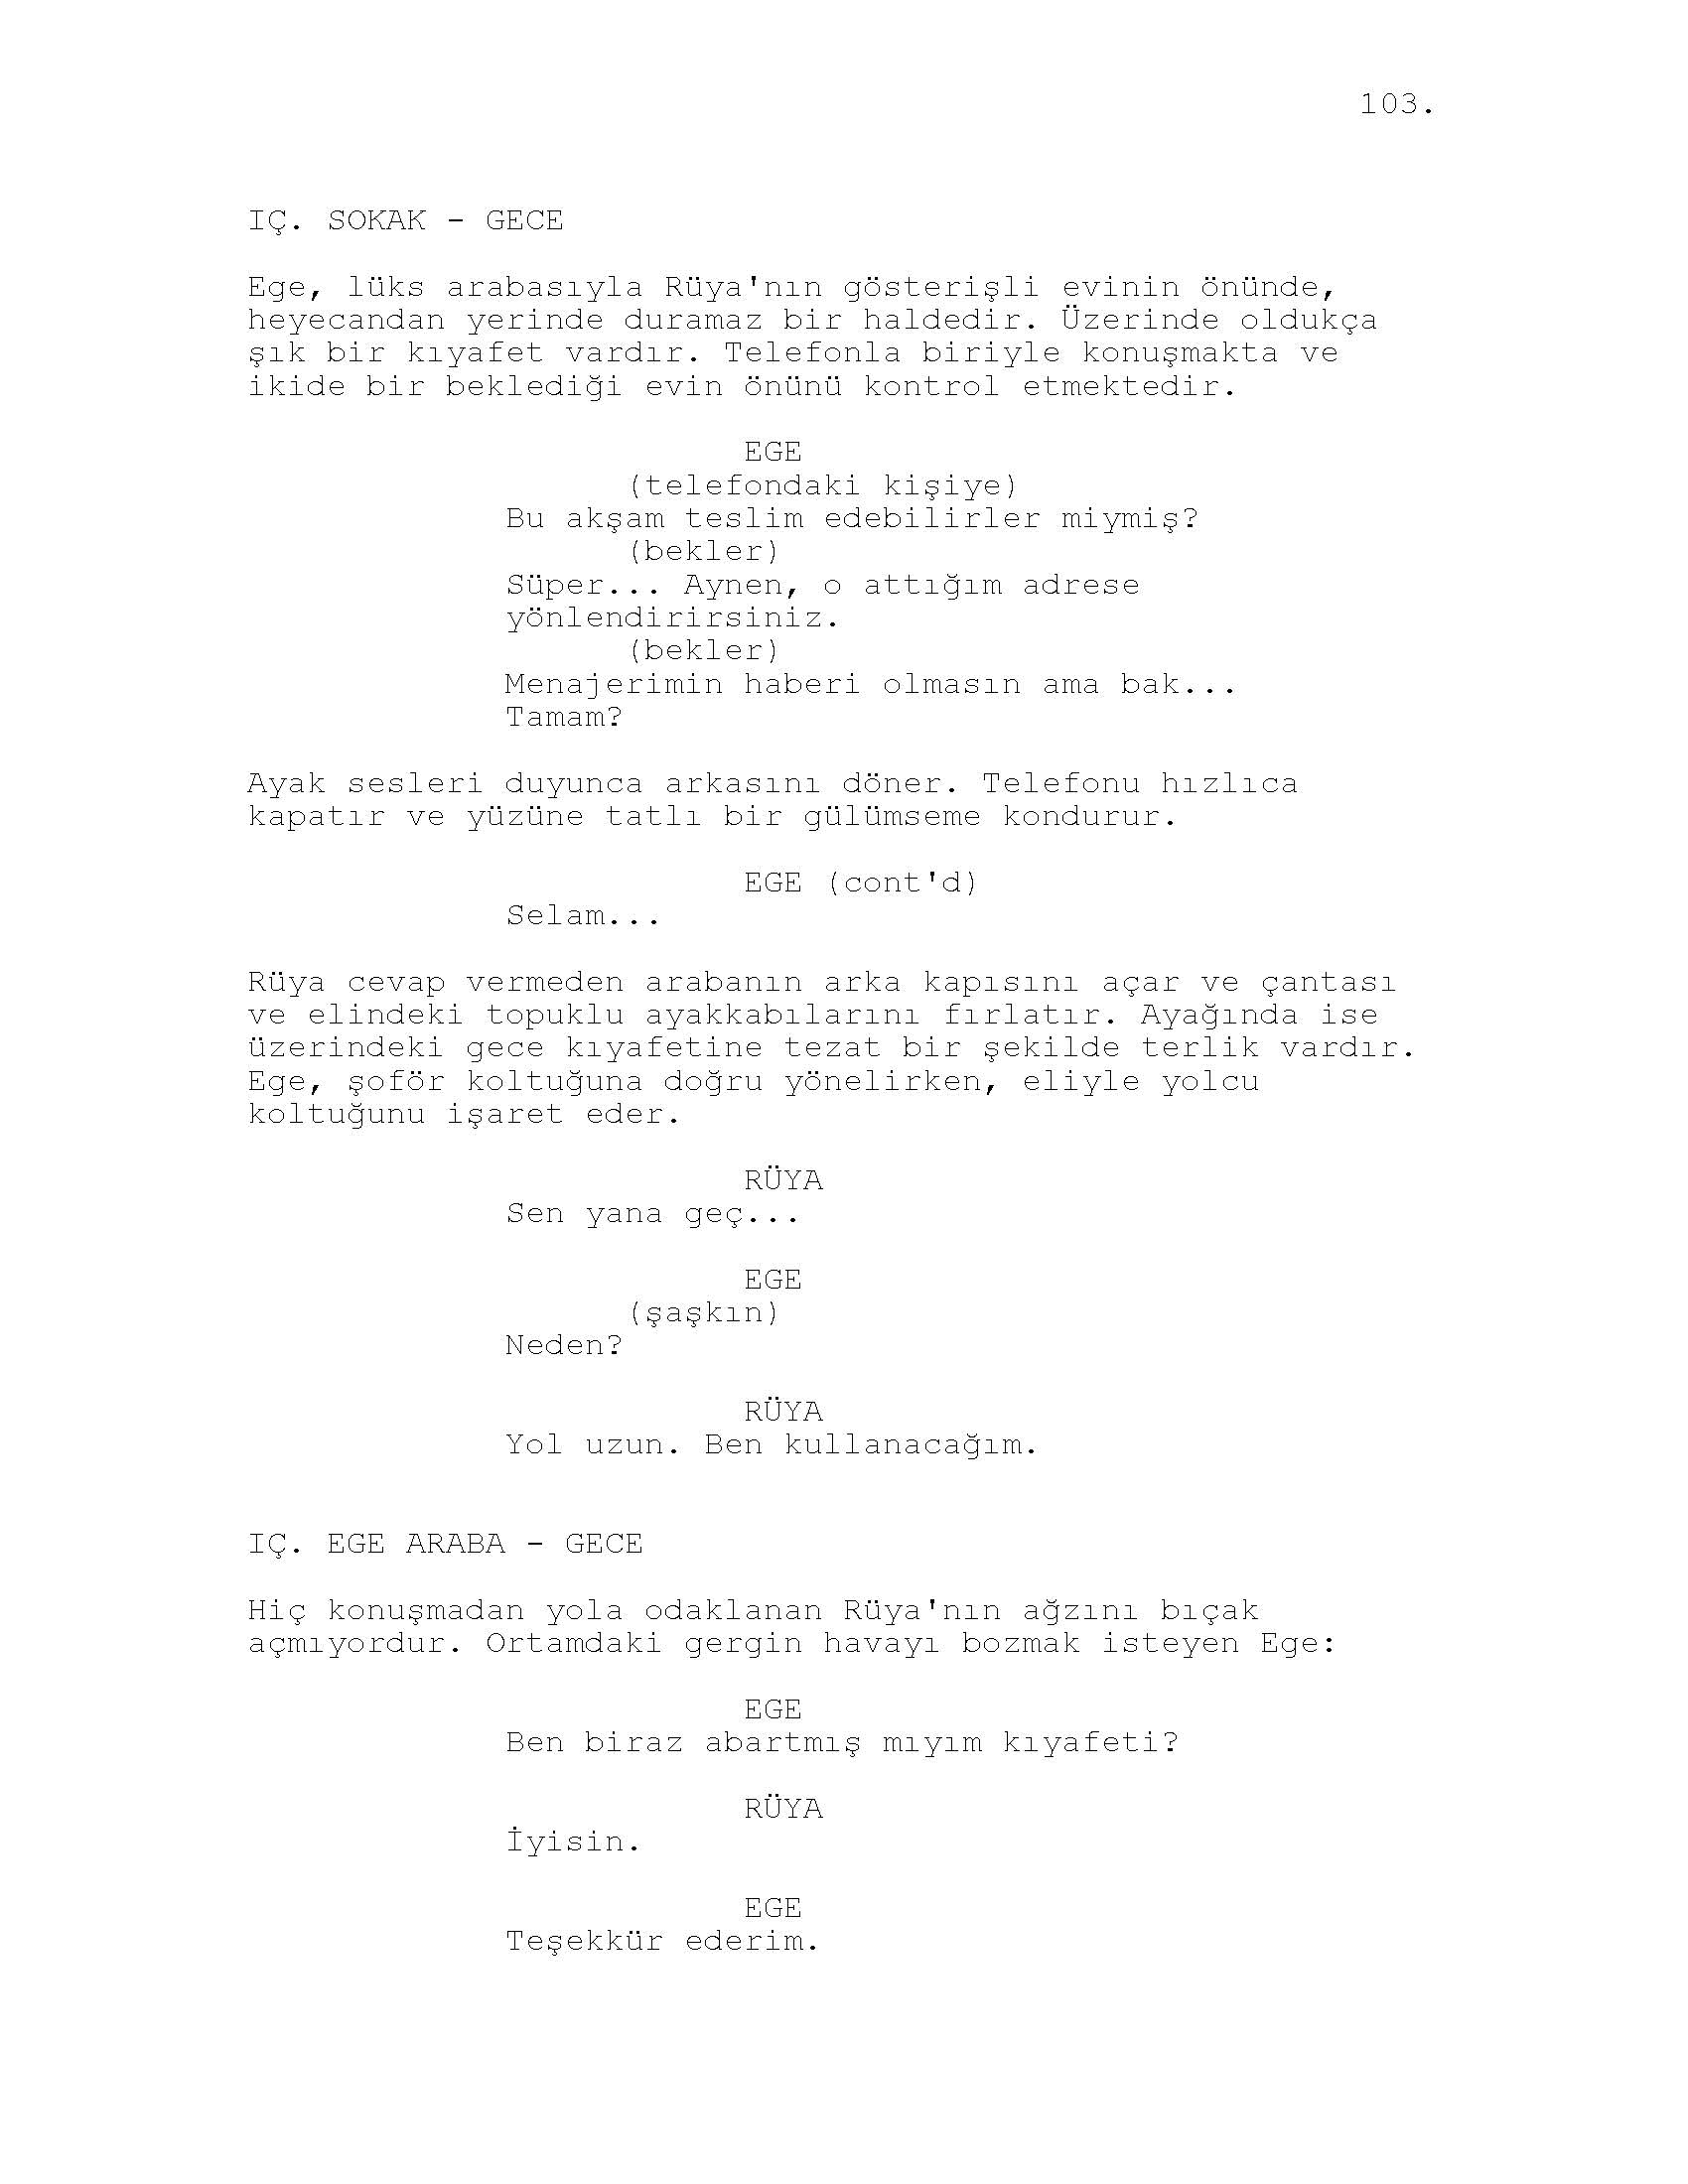 103.
IÇ. SOKAK - GECE
Ege, lüks arabasıyla Rüya'nın gösterişli evinin önünde,
heyecandan yerinde duramaz bir haldedir. Üzerinde oldukça
şık bir kıyafet vardır. Telefonla biriyle konuşmakta ve
ikide bir beklediği evin önünü kontrol etmektedir.
EGE
(telefondaki kişiye)
Bu akşam teslim edebilirler miymiş?
(bekler)
Süper... Aynen, o attığım adrese
yönlendirirsiniz.
(bekler)
Menajerimin haberi olmasın ama bak...
Tamam?
Ayak sesleri duyunca arkasını döner. Telefonu hızlıca
kapatır ve yüzüne tatlı bir gülümseme kondurur.
EGE (cont'd)
Selam...
Rüya cevap vermeden arabanın arka kapısını açar ve çantası
ve elindeki topuklu ayakkabılarını fırlatır. Ayağında ise
üzerindeki gece kıyafetine tezat bir şekilde terlik vardır.
Ege, şoför koltuğuna doğru yönelirken, eliyle yolcu
koltuğunu işaret eder.
RÜYA
Sen yana geç...
EGE
(şaşkın)
Neden?
RÜYA
Yol uzun. Ben kullanacağım.
IÇ. EGE ARABA - GECE
Hiç konuşmadan yola odaklanan Rüya'nın ağzını bıçak
açmıyordur. Ortamdaki gergin havayı bozmak isteyen Ege:
EGE
Ben biraz abartmış mıyım kıyafeti?
RÜYA
İyisin.
EGE
Teşekkür ederim.